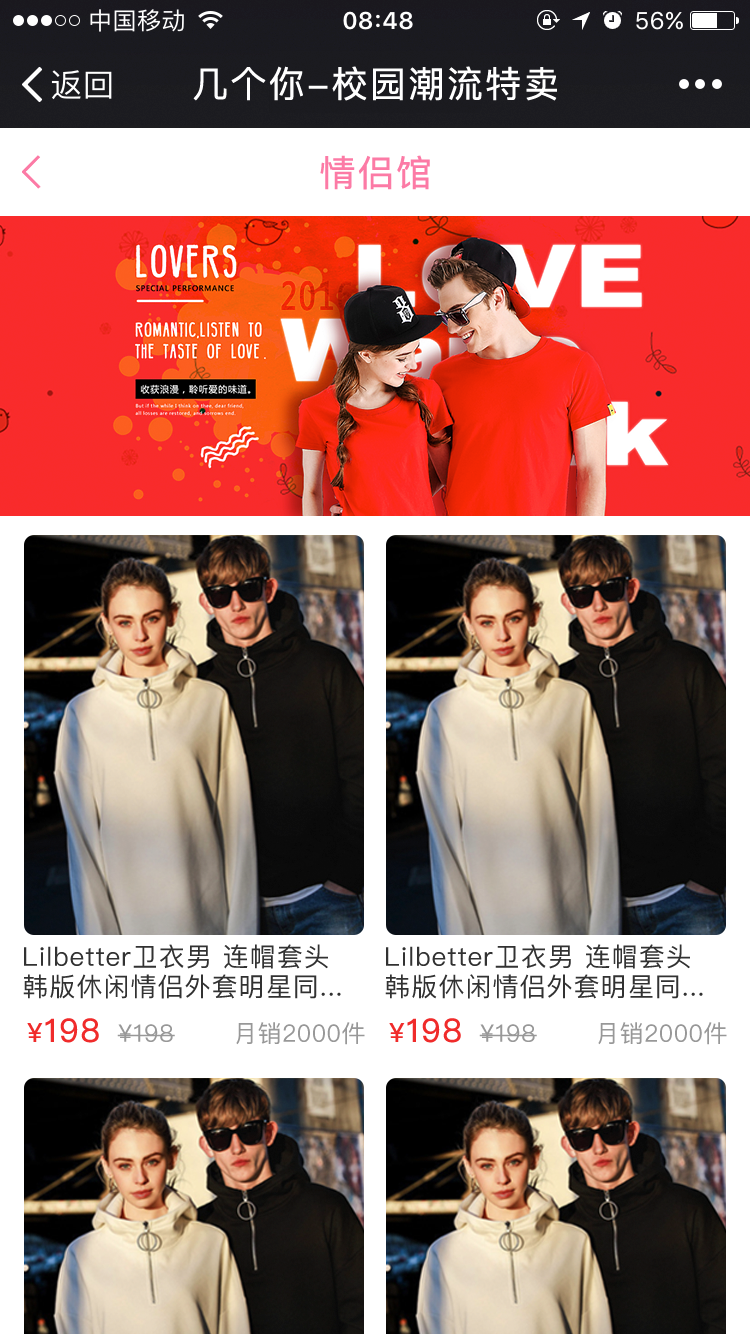 中国移动
08:48
56%
返回
几个你-校园潮流特卖
情侣馆
LOVERS
SPECIAL PERFORMANCE
ROMANTIC,LISTEN TO
THE TASTE OF LOVE.
收获浪漫,聆听爱的味道。
But if the while I think on thee, dear friend,
all losses are restored, and sorrows end.
Lilbetter卫衣男 连帽套头
韩版休闲情侣外套明星同...
¥198 ¥198 月销2000件
Lilbetter卫衣男 连帽套头
韩版休闲情侣外套明星同...
¥198 ¥198 月销2000件